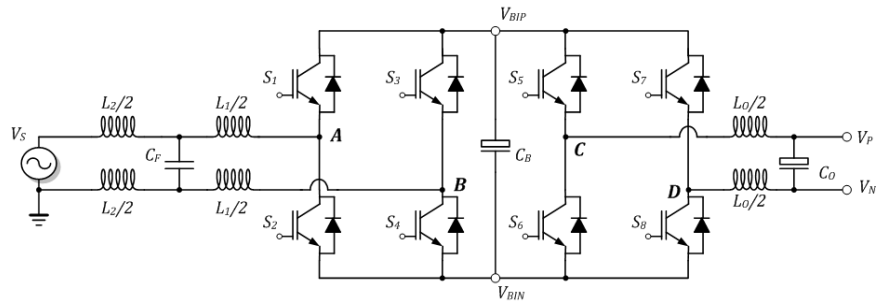 V_BIP
S_1
S_3
S_5
S_7
L_2/2
L_1/2
L_O/2
V_S
A
C_F
C_B
C
V_P
B
D
C_O
V_N
L_2/2
L_1/2
L_O/2
S_2
S_4
S_6
S_8
V_BIN